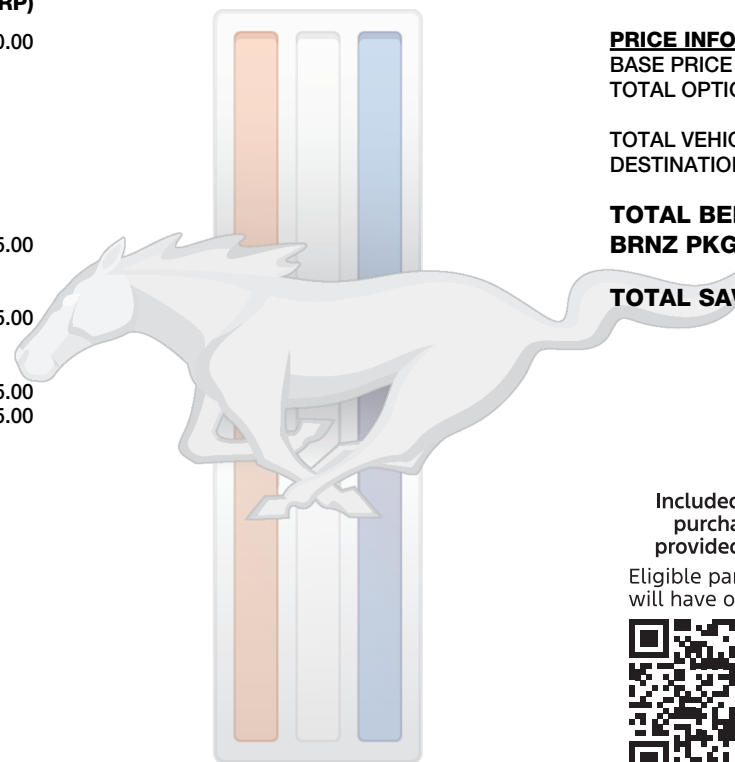 RP)
0.00
5.00
5.00
5.00
5.00
PRICE INFO
BASE PRICE
TOTAL OPTIO
TOTAL VEHIC
DESTINATION
TOTAL BE
BRNZ PKG
TOTAL SAV
Included
purcha
provided
Eligible par
will have o